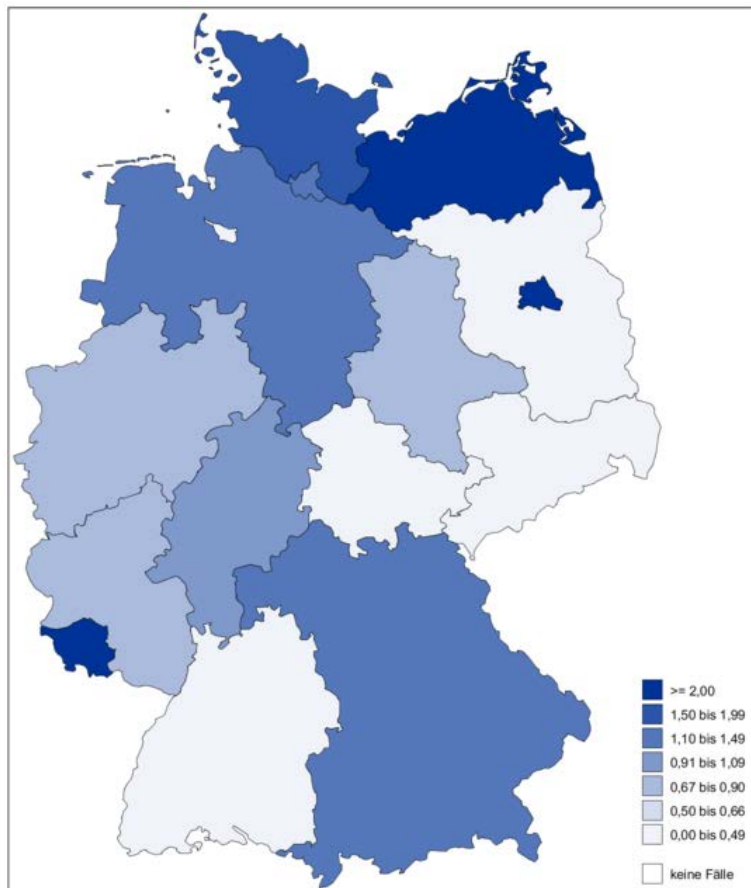 >= 2,00
1,50 bis 1,99
1,10 bis 1,49
0,91 bis 1,09
0,67 bis 0,90
0,50 bis 0,66
0,00 bis 0,49
keine Fälle